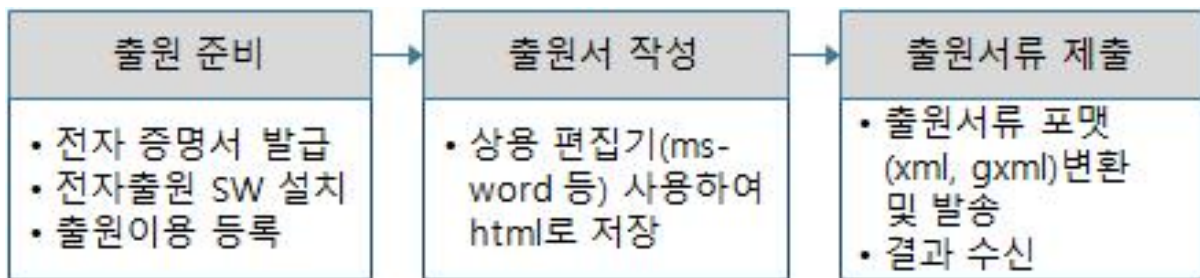 출원 준비
• 전자 증명서 발급
• 전자출원 SW 설치
• 출원이용 등록
출원서 작성
• 상용 편집기(ms-
word 등) 사용하여
html로 저장
출원서류 제출
• 출원서류 포맷
(xml, gxml)변환
및 발송
• 결과 수신